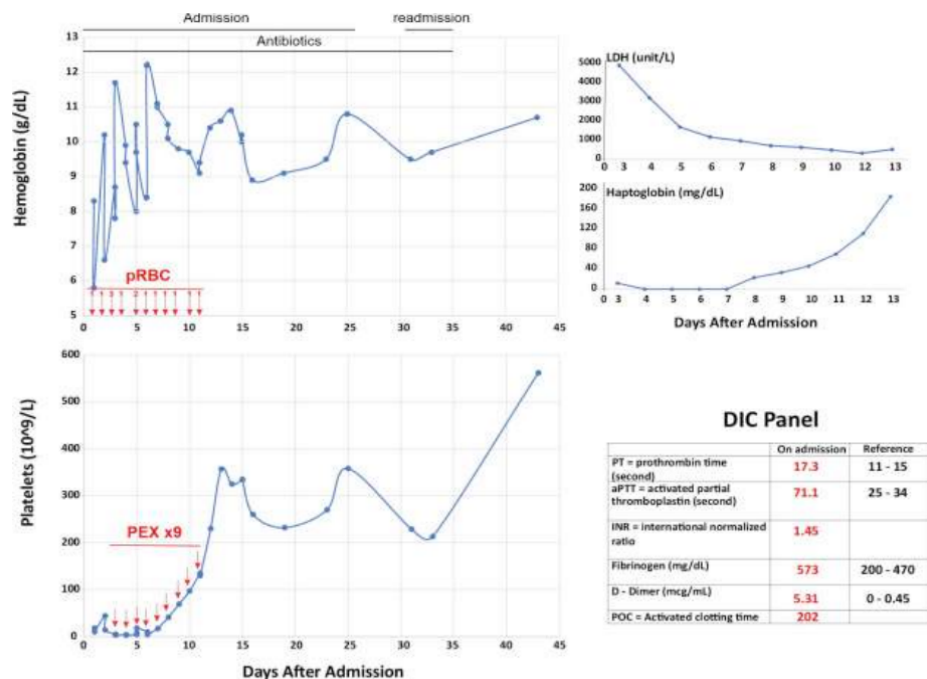 Admission
readmission
Antibiotics
Hemoglobin (g/dL)
13
12
11
10
9
8
7
6
5
pRBC
0 5 10 15 20 25 30 35 40 45
LDH (unit/L)
5000
4000
3000
2000
1000
0
0 3 4 5 6 7 8 9 10 11 12 13
Haptoglobin (mg/dL)
200
160
120
80
40
0
3 4 5 6 7 8 9 10 11 12 13
Days After Admission
Platelets (10^9/L)
600
500
400
300
200
100
0
PEX x9
0 5 10 15 20 25 30 35 40 45
Days After Admission
DIC Panel
On admission Reference
PT = prothrombin time
(second) 17.3 11 - 15
aPTT = activated partial
thromboplastin (second) 71.1 25 - 34
INR = international normalized
ratio 1.45
Fibrinogen (mg/dL) 573 200 - 470
D - Dimer (mcg/mL) 5.31 0 - 0.45
POC = Activated clotting time 202